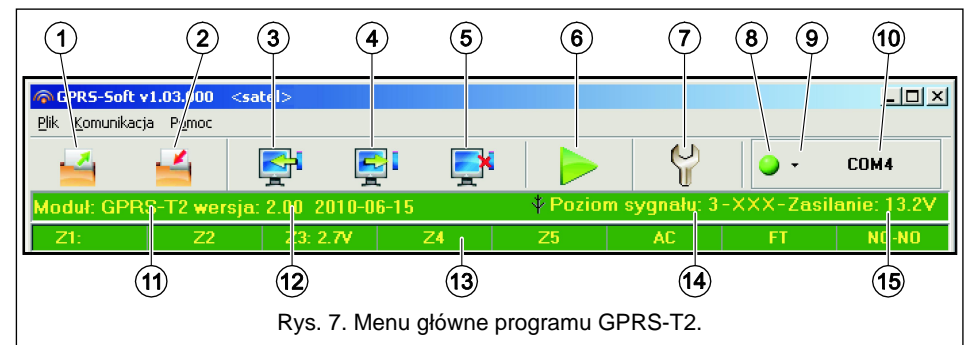 1 2 3 4 5 6 7 8 9 10
GPRS-Soft v1.03.000 <satel>
Plik Komunikacja Pomoc
COM4
Moduł: GPRS-T2 wersja: 2.00 2010-06-15 Poziom sygnału: 3-XXX-Zasilanie: 13.2V
Z1: Z2 Z3: 2.7V Z4 Z5 AC FT NO-NO
11 12 13 14 15
Rys. 7. Menu główne programu GPRS-T2.